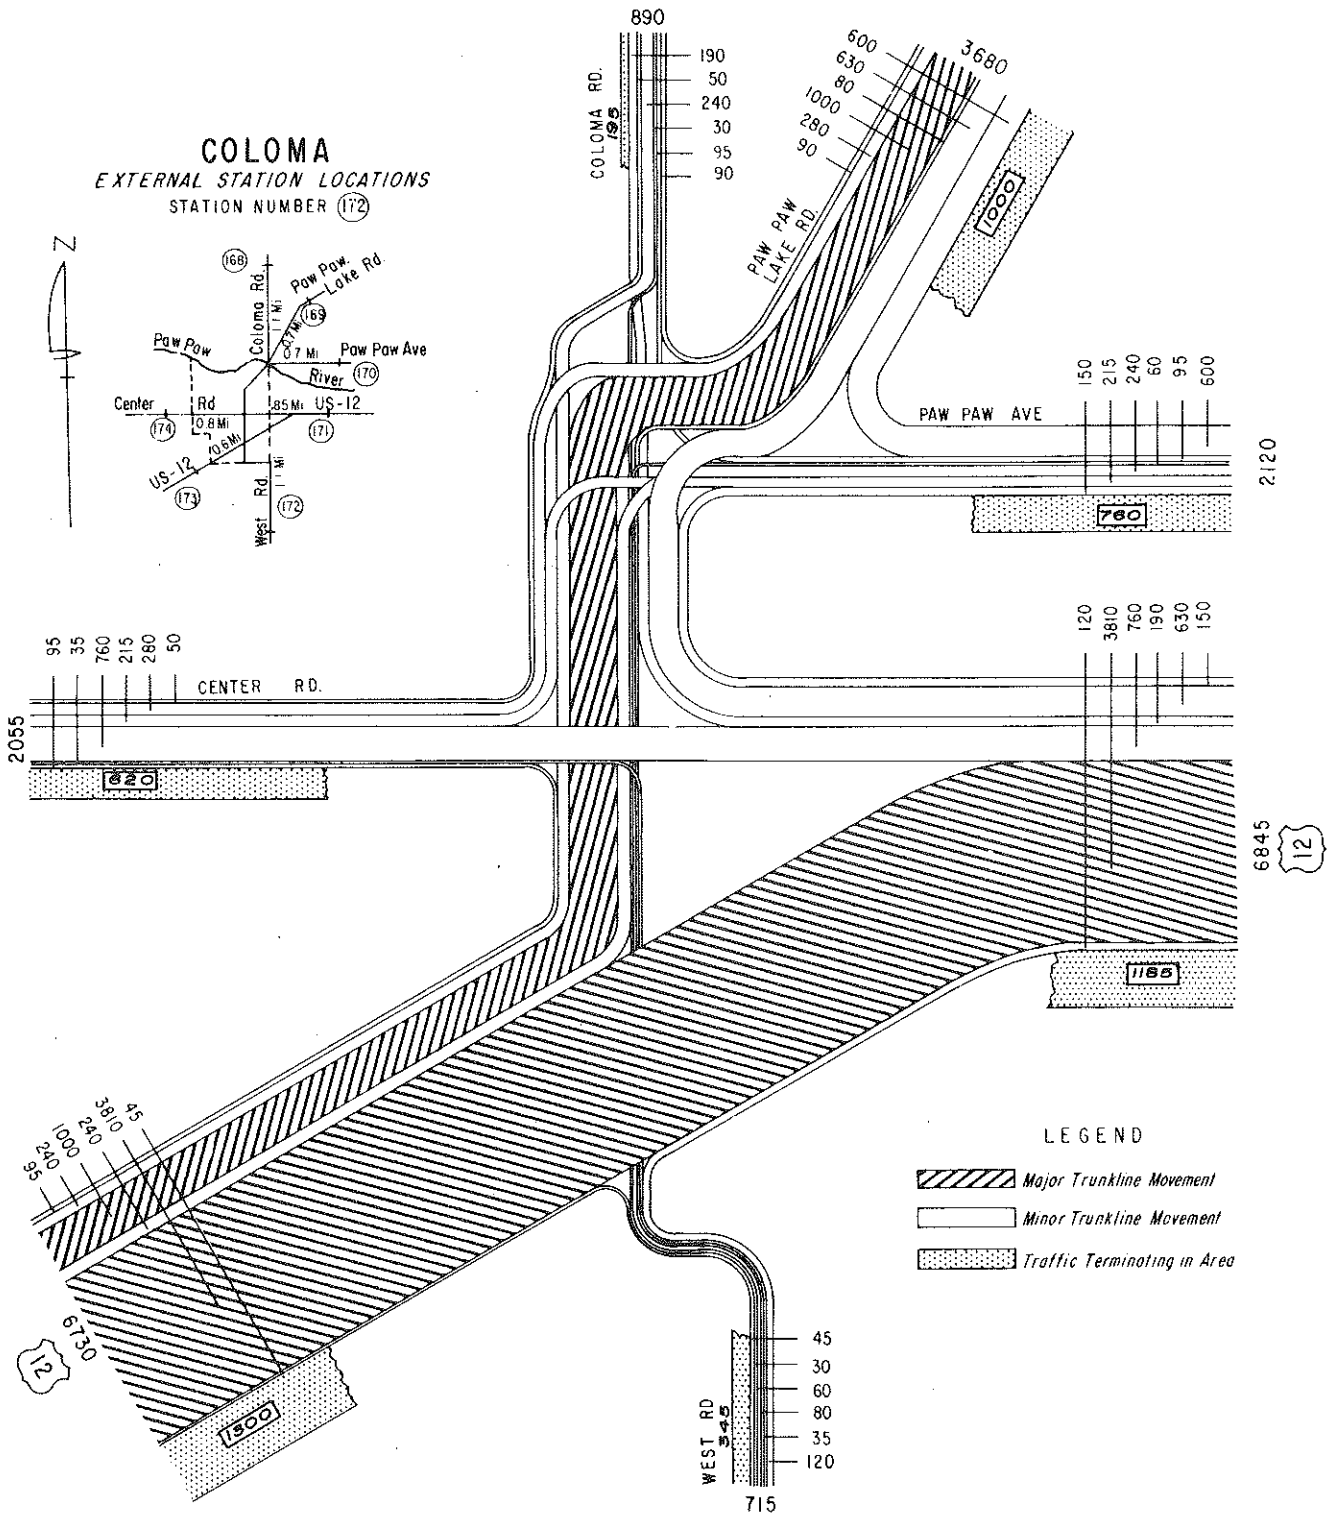 COLOMA
EXTERNAL STATION LOCATIONS
STATION NUMBER 172
Z
168
Coloma Rd.
1 Mi
Paw Paw
Lake Rd.
169
0.7 Mi
0.7 Mi
Paw Paw Ave
170
Paw Paw
River
Center Rd
.85 Mi
US-12
174
0.8 Mi
171
0.6 Mi
US-12
173
1 Mi
West Rd.
172
890
COLOMA RD.
195
190
50
240
30
95
90
3680
600
630
80
1000
280
90
PAW PAW
LAKE RD.
1000
PAW PAW AVE
150
215
240
60
95
600
2120
760
120
3810
760
190
630
150
95
35
760
215
280
50
CENTER RD.
2055
620
6845
12
1185
45
3810
240
1000
240
95
6730
12
1300
WEST RD
345
45
30
60
80
35
120
715
LEGEND
Major Trunkline Movement
Minor Trunkline Movement
Traffic Terminating in Area